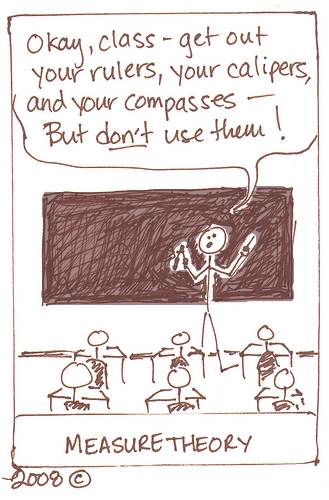 Okay, class - get out
your rulers, your calipers,
and your compasses —
But don't use them!
MEASURE THEORY
2008 ©